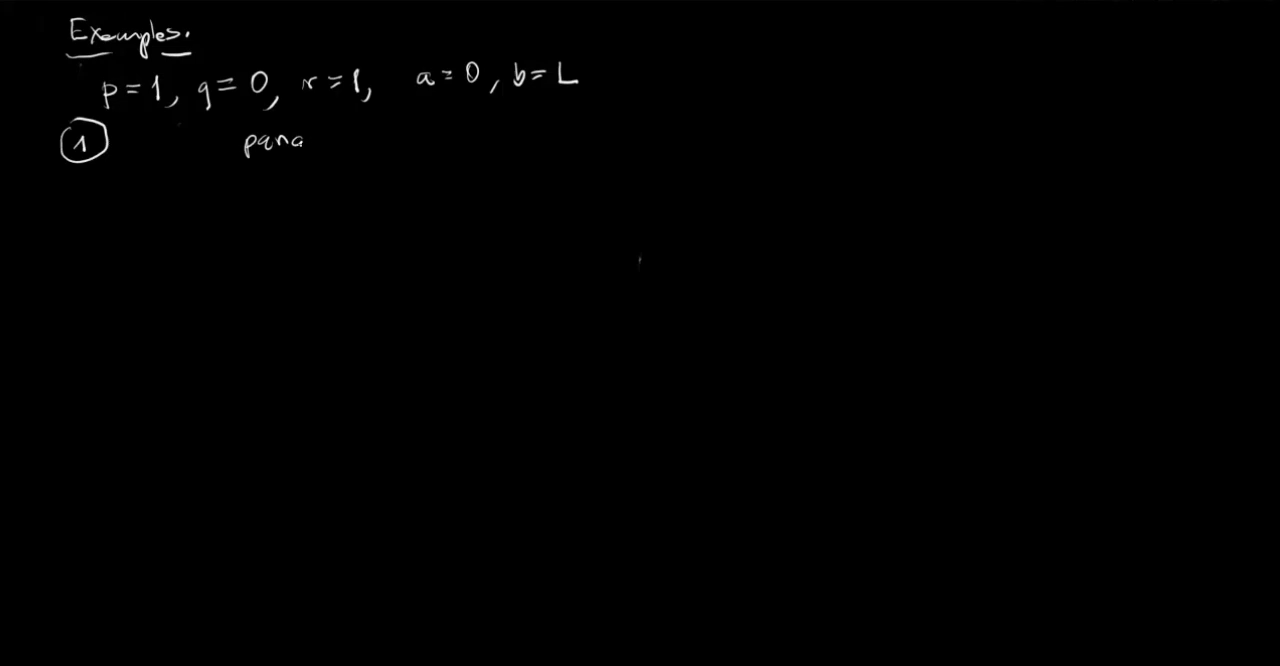 Examples.
p=1, q=0, r=1, a=0, b=L
1 para